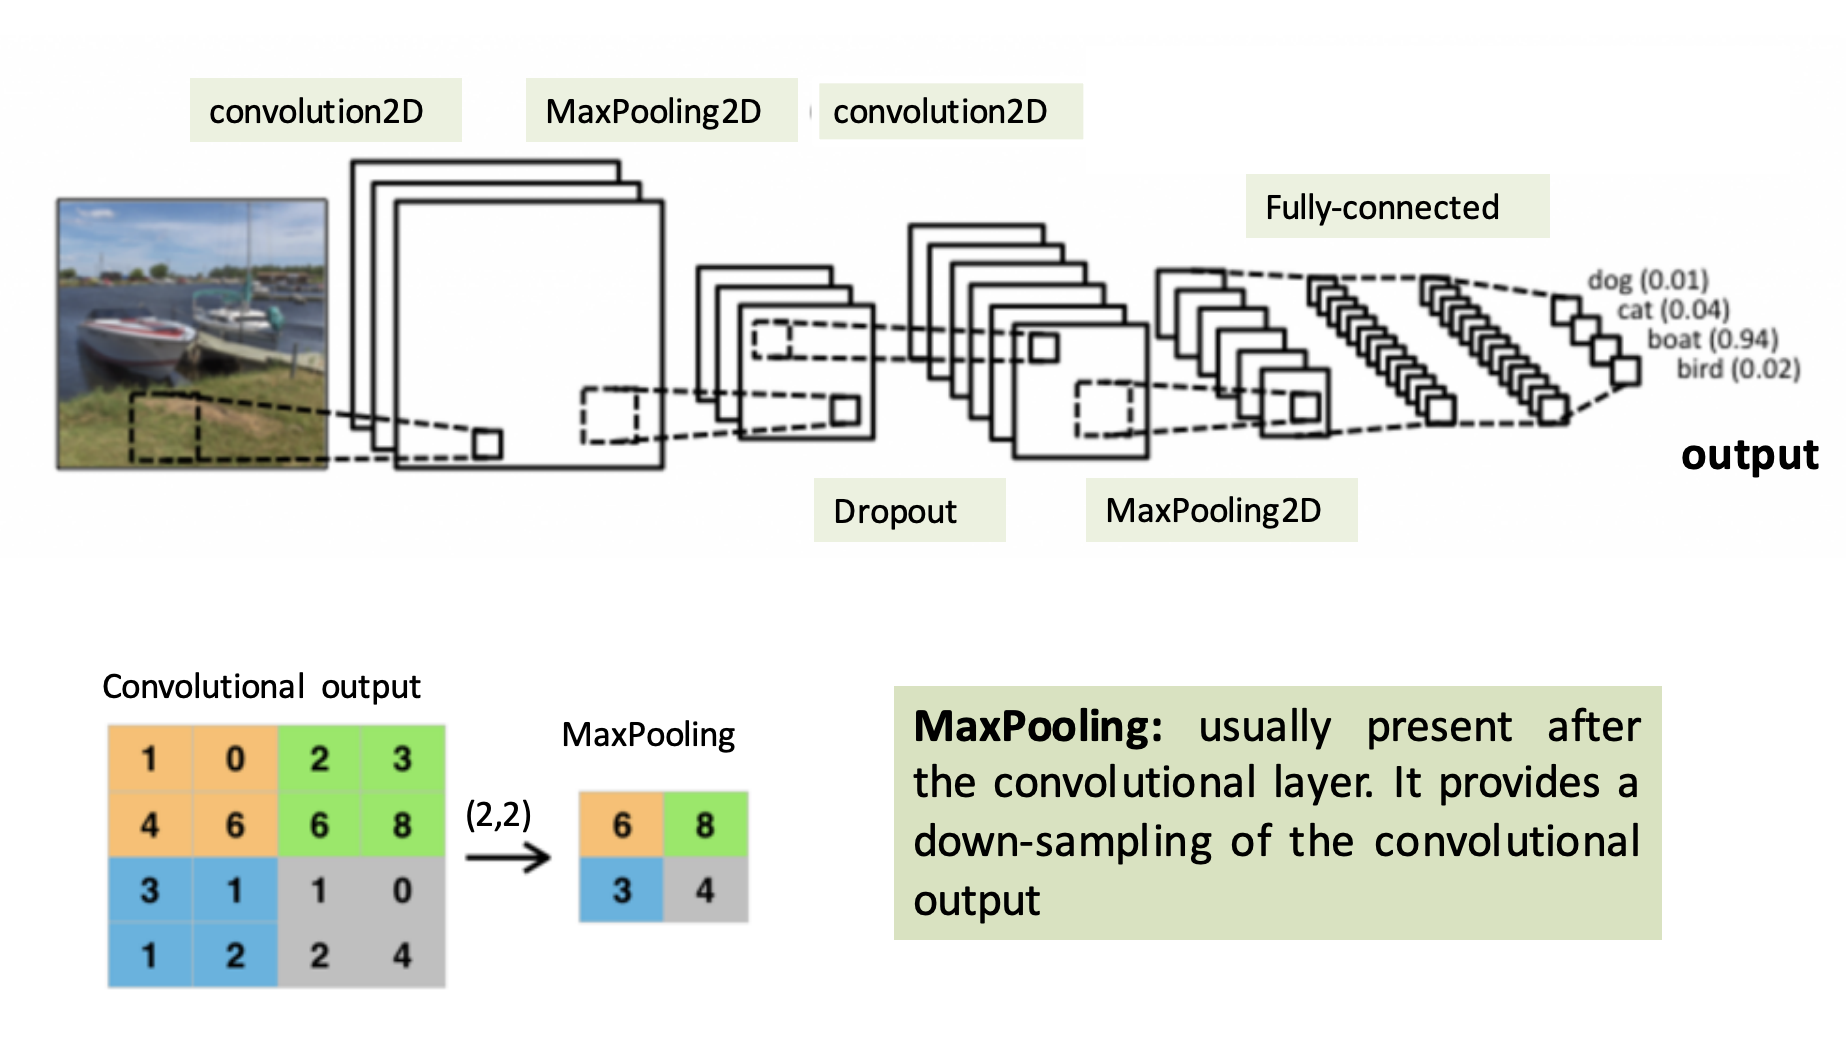 convolution2D
MaxPooling2D
convolution2D
Fully-connected
dog (0.01)
cat (0.04)
boat (0.94)
bird (0.02)
output
Dropout
MaxPooling2D
Convolutional output
MaxPooling
1 0 2 3
4 6 6 8
3 1 1 0
1 2 2 4
(2,2)
6 8
3 4
MaxPooling: usually present after
the convolutional layer. It provides a
down-sampling of the convolutional
output